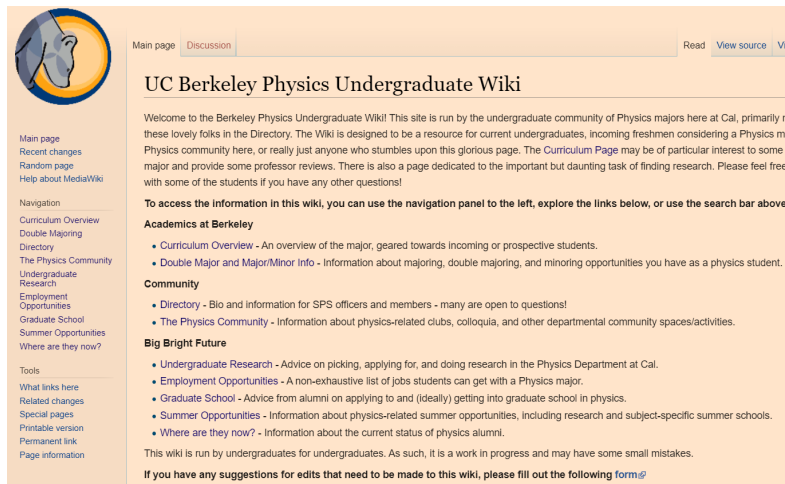 Main page
Discussion
Read
View source
UC Berkeley Physics Undergraduate Wiki
Welcome to the Berkeley Physics Undergraduate Wiki! This site is run by the undergraduate community of Physics majors here at Cal, primarily
these lovely folks in the Directory. The Wiki is designed to be a resource for current undergraduates, incoming freshmen considering a Physics
Physics community here, or really just anyone who stumbles upon this glorious page. The Curriculum Page may be of particular interest to some
major and provide some professor reviews. There is also a page dedicated to the important but daunting task of finding research. Please feel free
with some of the students if you have any other questions!
To access the information in this wiki, you can use the navigation panel to the left, explore the links below, or use the search bar above
Academics at Berkeley
Curriculum Overview - An overview of the major, geared towards incoming or prospective students.
Double Major and Major/Minor Info - Information about majoring, double majoring, and minoring opportunities you have as a physics student.
Community
Directory - Bio and information for SPS officers and members - many are open to questions!
The Physics Community - Information about physics-related clubs, colloquia, and other departmental community spaces/activities.
Big Bright Future
Undergraduate Research - Advice on picking, applying for, and doing research in the Physics Department at Cal.
Employment Opportunities - A non-exhaustive list of jobs students can get with a Physics major.
Graduate School - Advice from alumni on applying to and (ideally) getting into graduate school in physics.
Summer Opportunities - Information about physics-related summer opportunities, including research and subject-specific summer schools.
Where are they now? - Information about the current status of physics alumni.
This wiki is run by undergraduates for undergraduates. As such, it is a work in progress and may have some small mistakes.
If you have any suggestions for edits that need to be made to this wiki, please fill out the following form
Main page
Recent changes
Random page
Help about MediaWiki
Navigation
Curriculum Overview
Double Majoring
Directory
The Physics Community
Undergraduate
Research
Employment
Opportunities
Graduate School
Summer Opportunities
Where are they now?
Tools
What links here
Related changes
Special pages
Printable version
Permanent link
Page information